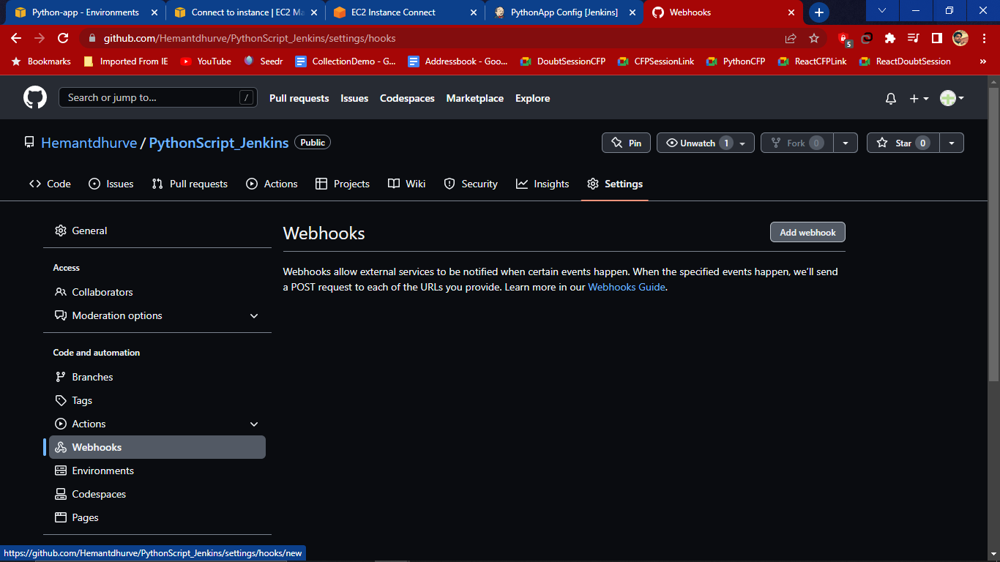 Python-app - Environments
Connect to instance | EC2 Ma
EC2 Instance Connect
PythonApp Config [Jenkins]
Webhooks
github.com/Hemantdhurve/PythonScript_Jenkins/settings/hooks
5
Bookmarks
Imported From IE
YouTube
Seedr
CollectionDemo - G...
Addressbook - Goo...
DoubtSessionCFP
CFPSessionLink
PythonCFP
ReactCFPLink
ReactDoubtSession
»
Search or jump to...
/
Pull requests
Issues
Codespaces
Marketplace
Explore
Hemantdhurve / PythonScript_Jenkins
Public
Pin
Unwatch 1
Fork 0
Star 0
Code
Issues
Pull requests
Actions
Projects
Wiki
Security
Insights
Settings
General
Access
Collaborators
Moderation options
Code and automation
Branches
Tags
Actions
Webhooks
Environments
Codespaces
Pages
Webhooks
Add webhook
Webhooks allow external services to be notified when certain events happen. When the specified events happen, we'll send
a POST request to each of the URLs you provide. Learn more in our Webhooks Guide.
https://github.com/Hemantdhurve/PythonScript_Jenkins/settings/hooks/new